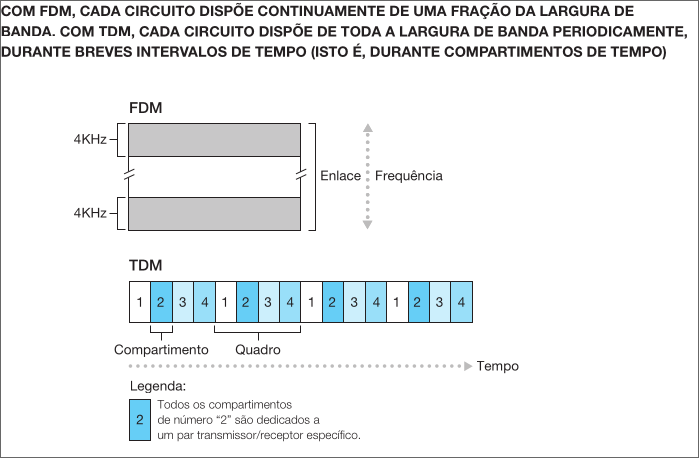 COM FDM, CADA CIRCUITO DISPÕE CONTINUAMENTE DE UMA FRAÇÃO DA LARGURA DE
BANDA. COM TDM, CADA CIRCUITO DISPÕE DE TODA A LARGURA DE BANDA PERIODICAMENTE,
DURANTE BREVES INTERVALOS DE TEMPO (ISTO É, DURANTE COMPARTIMENTOS DE TEMPO)
FDM
4KHz
Enlace
Frequência
4KHz
TDM
1 2 3 4 1 2 3 4 1 2 3 4 1 2 3 4
Compartimento
Quadro
Tempo
Legenda:
2
Todos os compartimentos
de número “2” são dedicados a
um par transmissor/receptor específico.